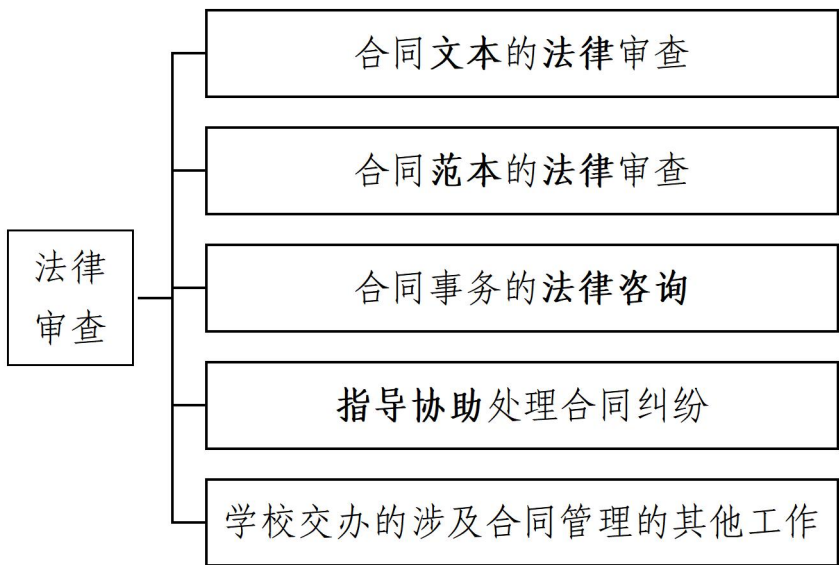 法律
审查
合同文本的法律审查
合同范本的法律审查
合同事务的法律咨询
指导协助处理合同纠纷
学校交办的涉及合同管理的其他工作